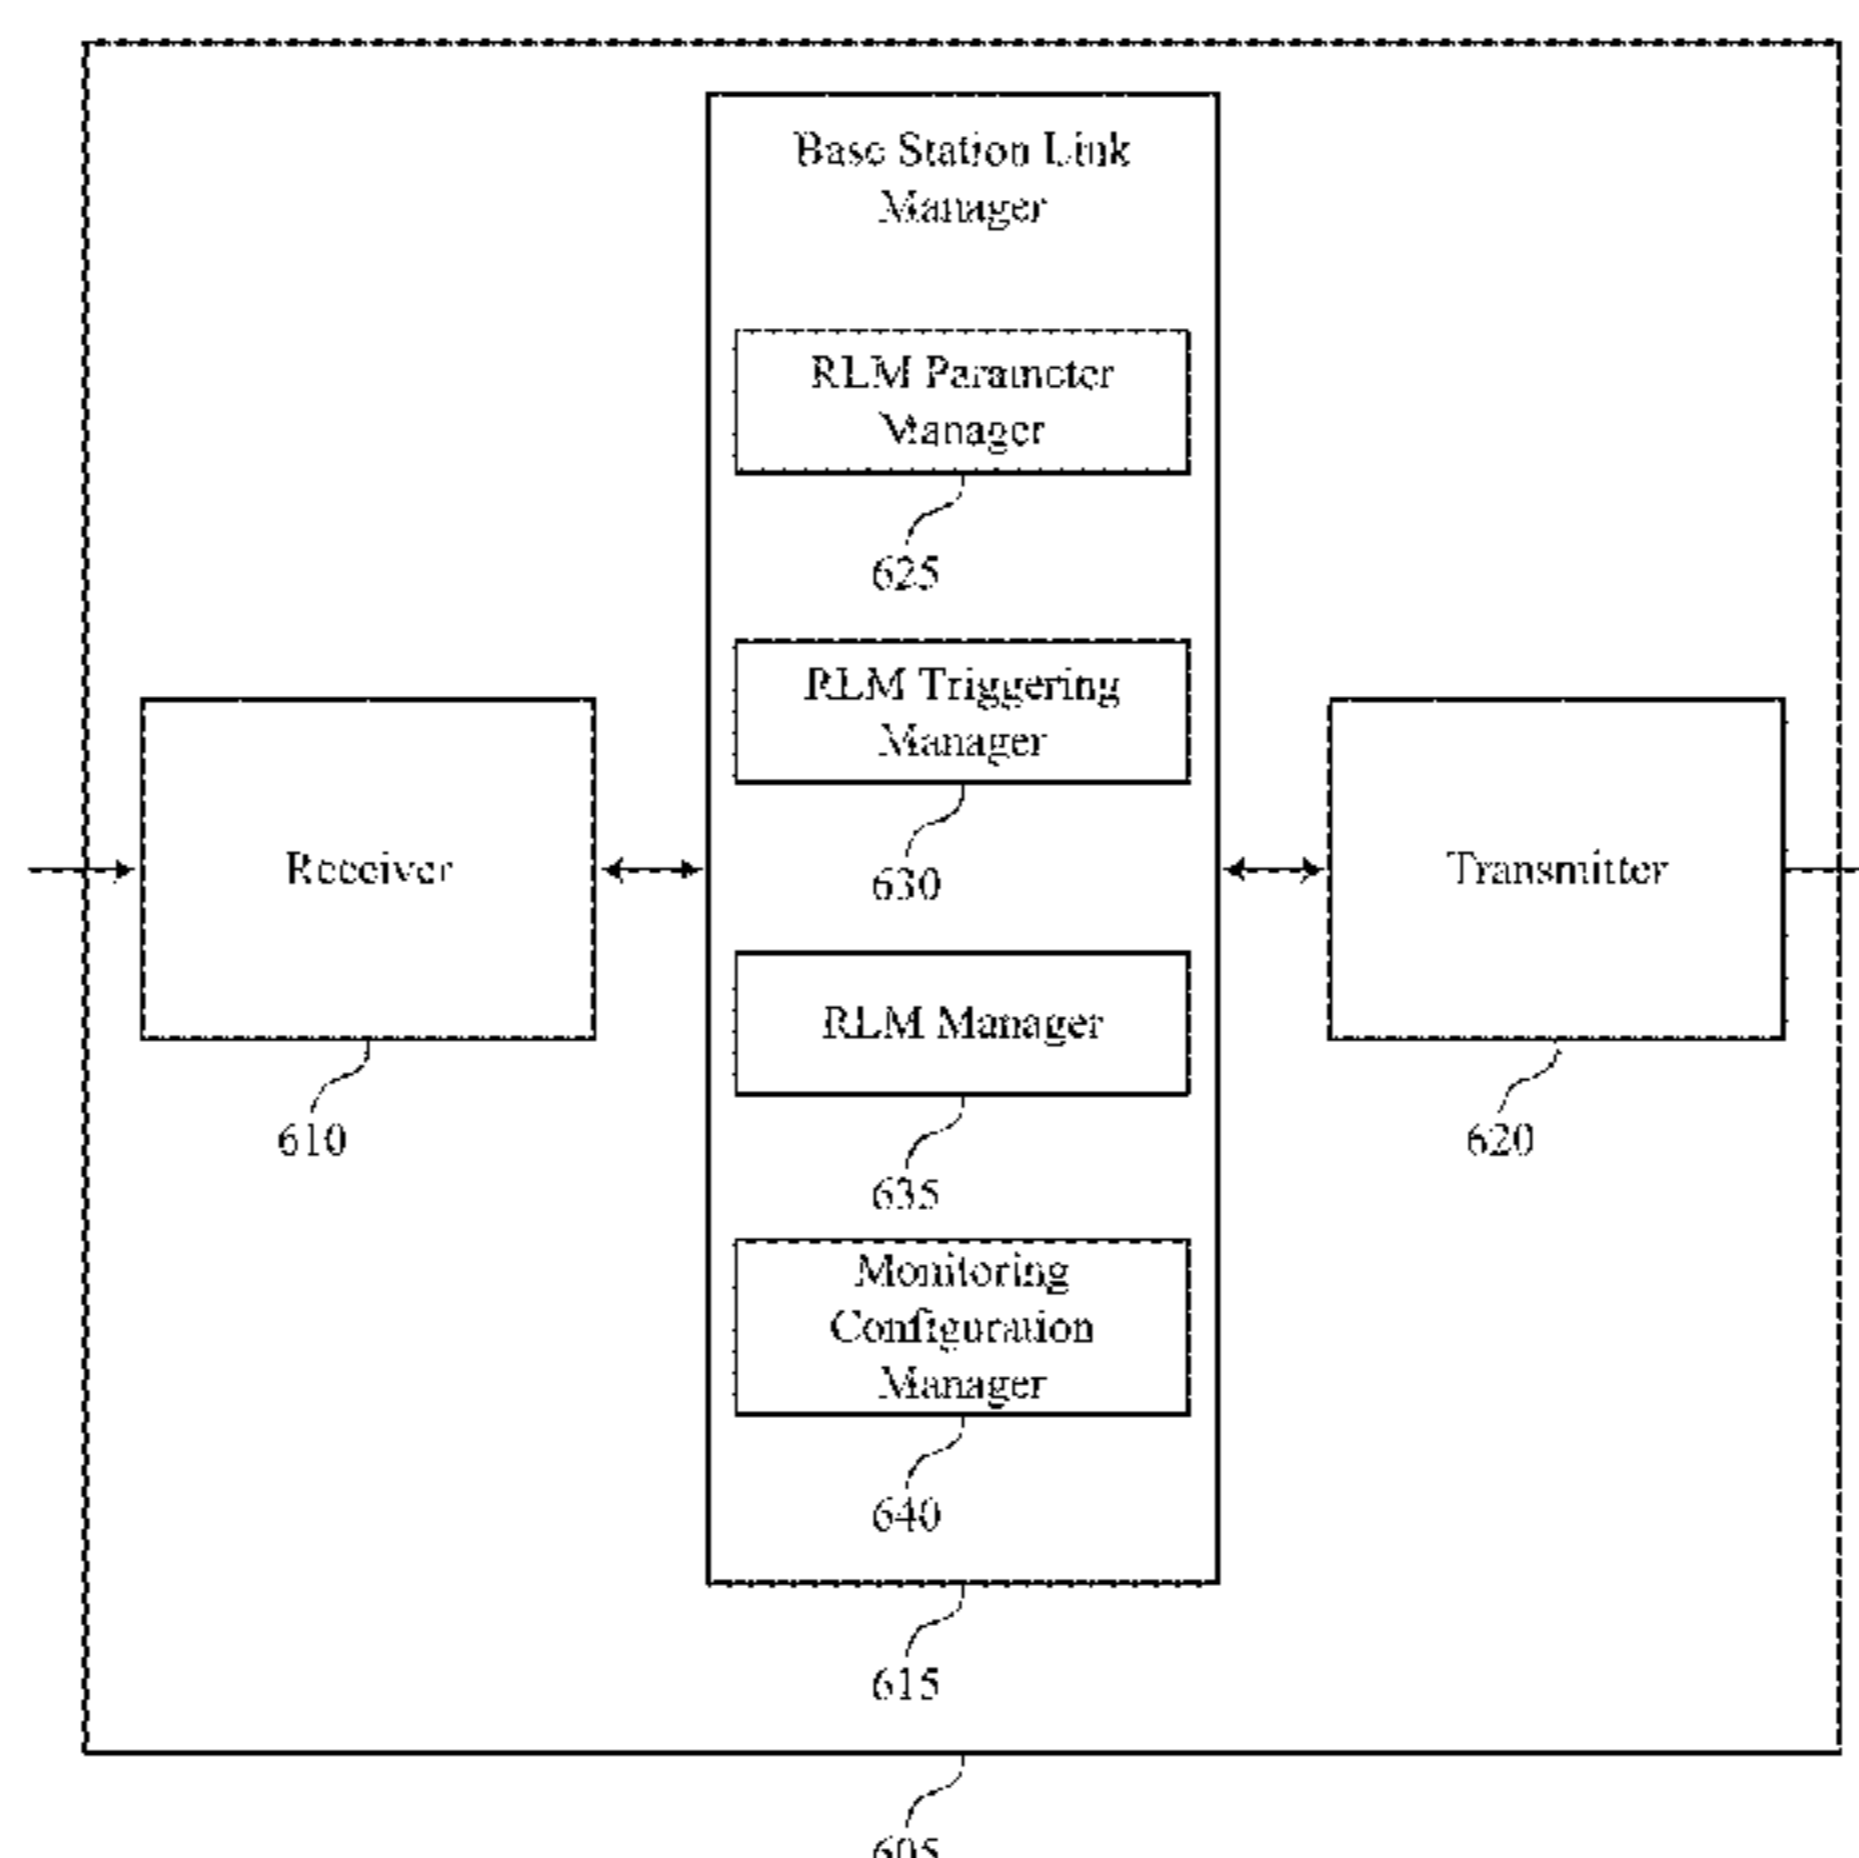 Base Station Link
Manager
RLM Parameter
Manager
625
RLM Triggering
Manager
630
Receiver
610
Transmitter
620
RLM Manager
635
Monitoring
Configuration
Manager
640
615
605